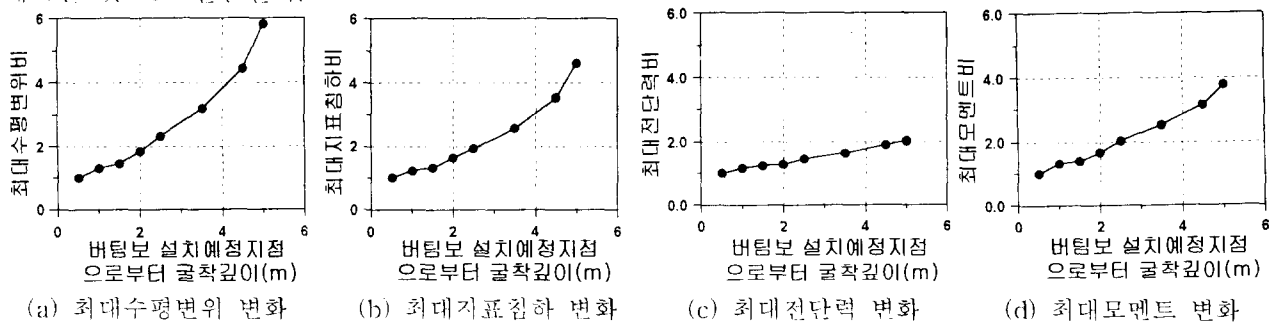 6
4
2
0
0
2
4
6
최대수평변위비
버팀보 설치예정지점
으로부터 굴착깊이(m)
(a) 최대수평변위 변화
6
4
2
0
0
2
4
6
최대지표침하비
버팀보 설치예정지점
으로부터 굴착깊이(m)
(b) 최대지표침하 변화
6.0
4.0
2.0
0.0
0
2
4
6
최대전단력비
버팀보 설치예정지점
으로부터 굴착깊이(m)
(c) 최대전단력 변화
6.0
4.0
2.0
0.0
0
2
4
6
최대모멘트비
버팀보 설치예정지점
으로부터 굴착깊이(m)
(d) 최대모멘트 변화